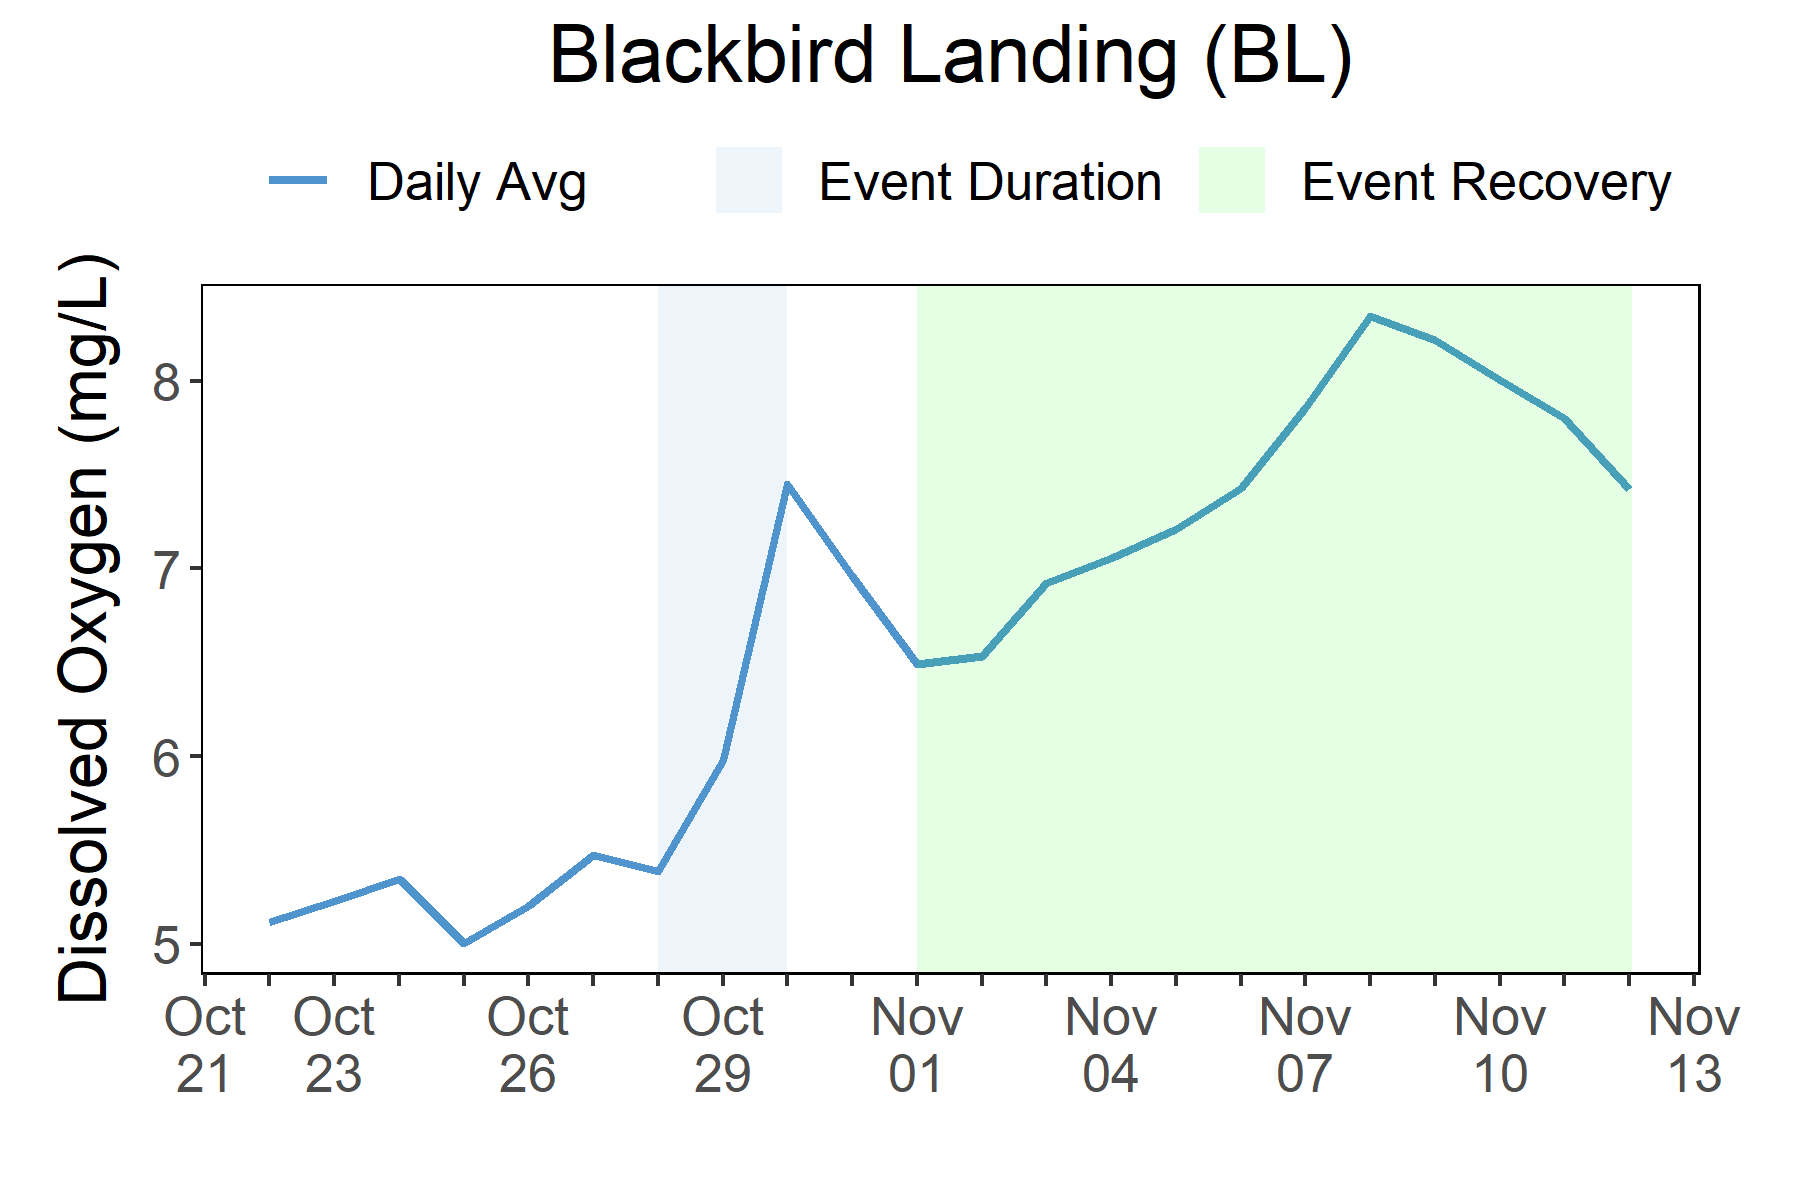 Blackbird Landing (BL)
Daily Avg Event Duration Event Recovery
Dissolved Oxygen (mg/L)
8
7
6
5
Oct Oct Oct Oct Nov Nov Nov Nov Nov
21 23 26 29 01 04 07 10 13